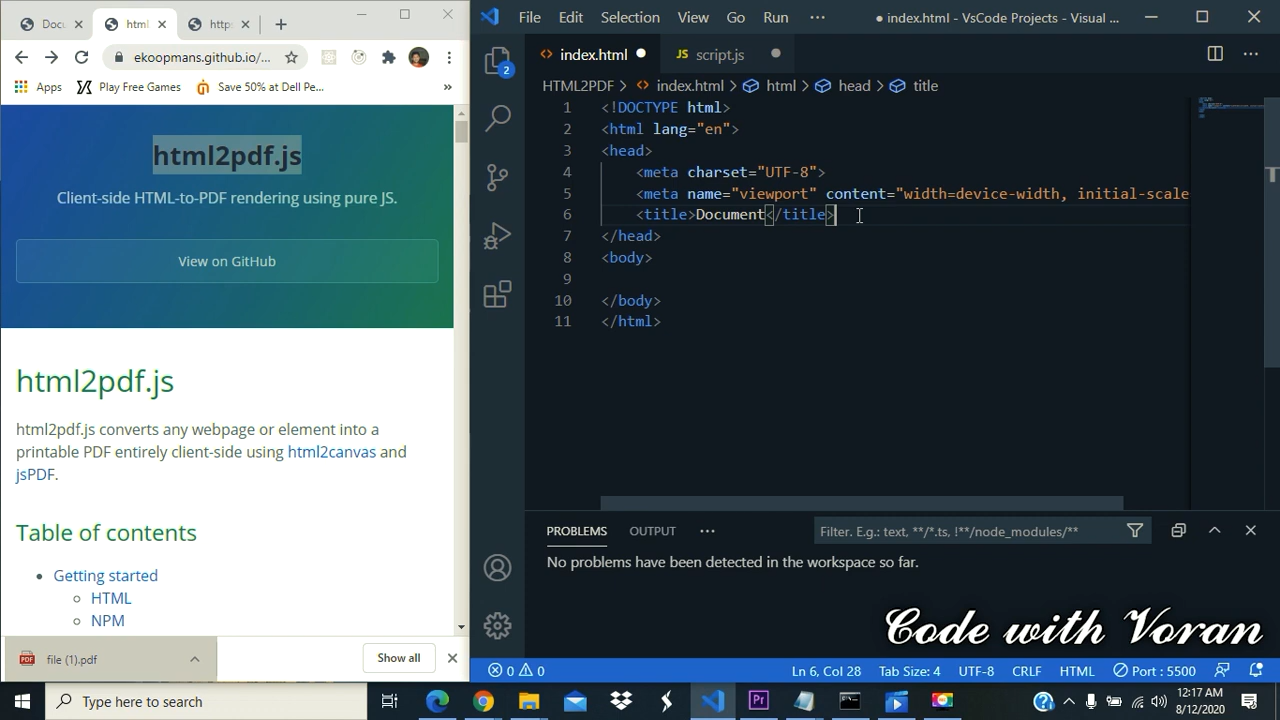 Docu
html
https
ekoopmans.github.io/...
Apps
Play Free Games
Save 50% at Dell Pe...
»
html2pdf.js
Client-side HTML-to-PDF rendering using pure JS.
View on GitHub
html2pdf.js
html2pdf.js converts any webpage or element into a
printable PDF entirely client-side using html2canvas and
jsPDF.
Table of contents
Getting started
HTML
NPM
PDF
file (1).pdf
Show all
File Edit Selection View Go Run ··· ● index.html - VsCode Projects - Visual ...
2
index.html
JS script.js
HTML2PDF > index.html > html > head > title
1 <!DOCTYPE html>
2 <html lang="en">
3 <head>
4 <meta charset="UTF-8">
5 <meta name="viewport" content="width=device-width, initial-scale
6 <title>Document</title>
7 </head>
8 <body>
9
10 </body>
11 </html>
PROBLEMS OUTPUT ···
Filter. E.g.: text, **/*.ts, !**/node_modules/**
No problems have been detected in the workspace so far.
Code with Voran
0 0
Ln 6, Col 28 Tab Size: 4 UTF-8 CRLF HTML Port : 5500
Type here to search
Pr
12:17 AM
8/12/2020